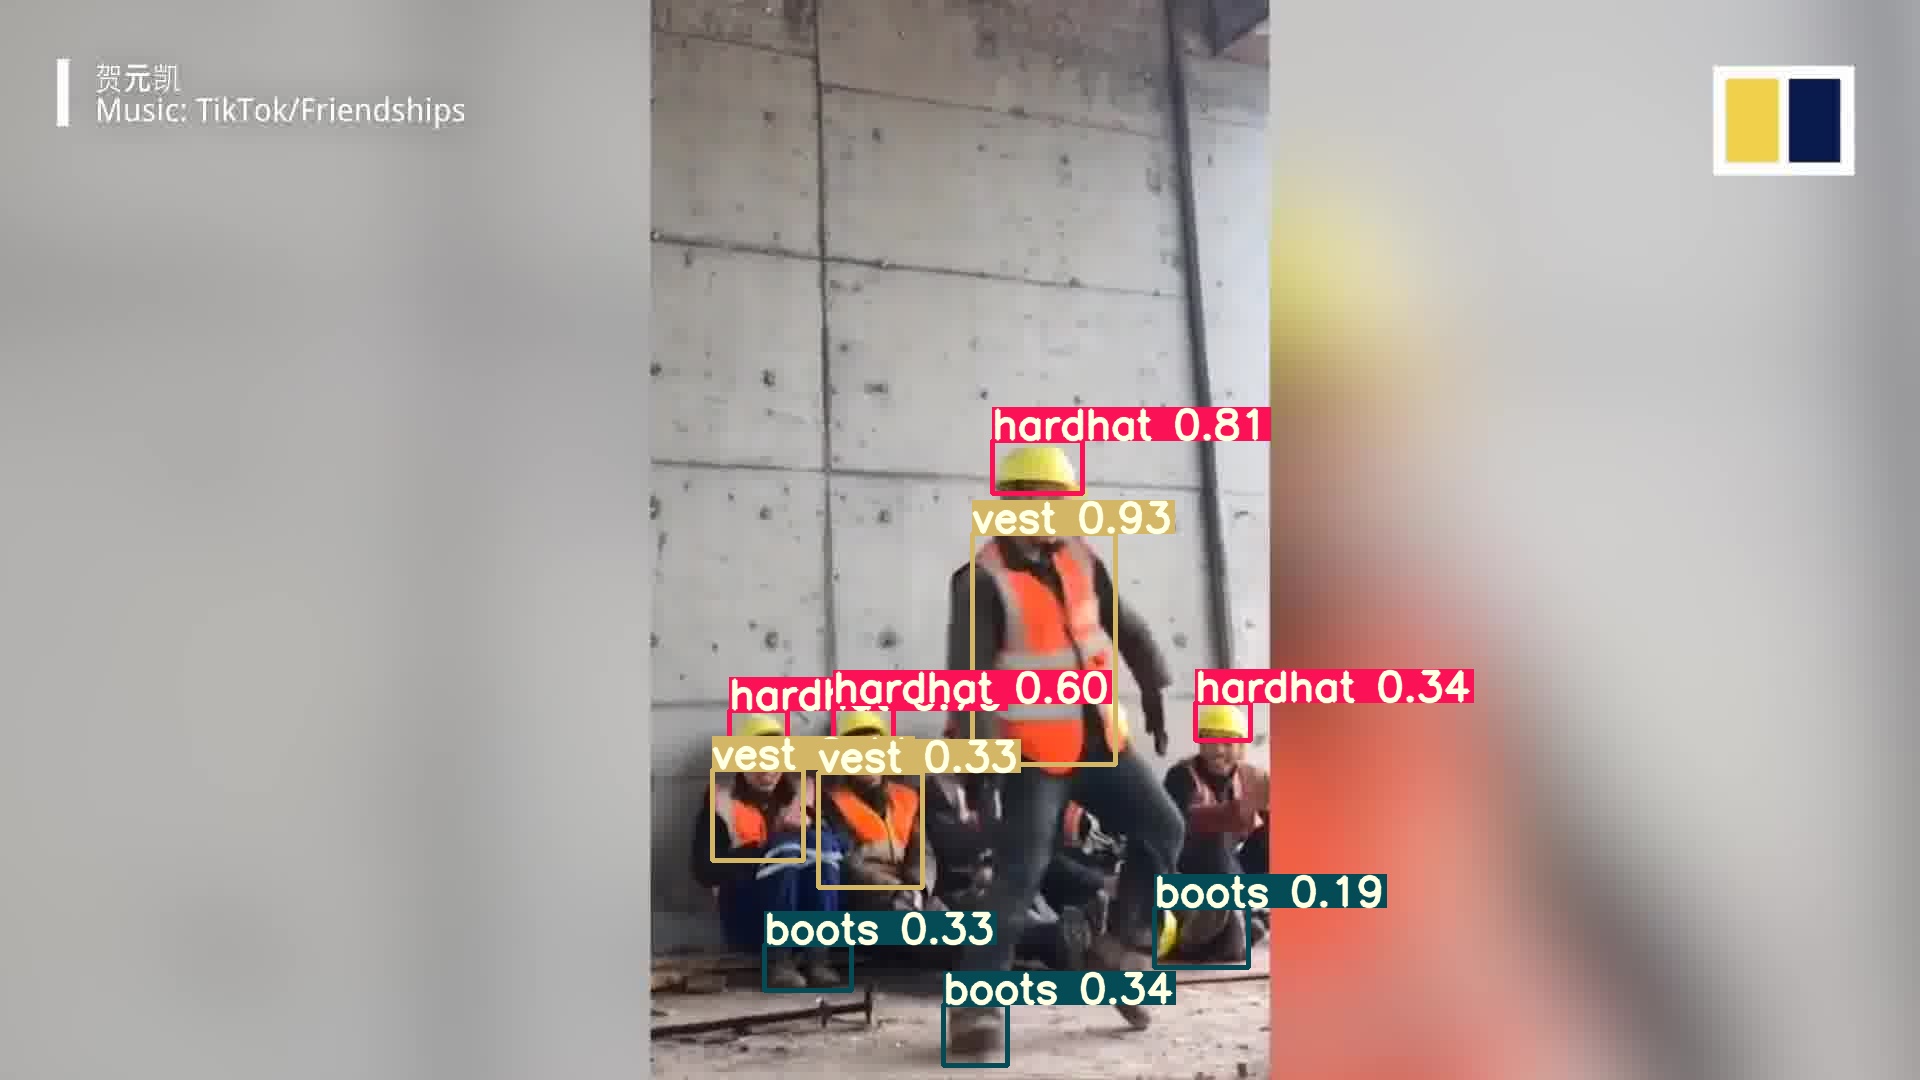 贺元凯
Music: TikTok/Friendships
hardhat 0.81
vest 0.93
hardhat 0.60
hardhat 0.34
vest
vest 0.33
boots 0.19
boots 0.33
boots 0.34